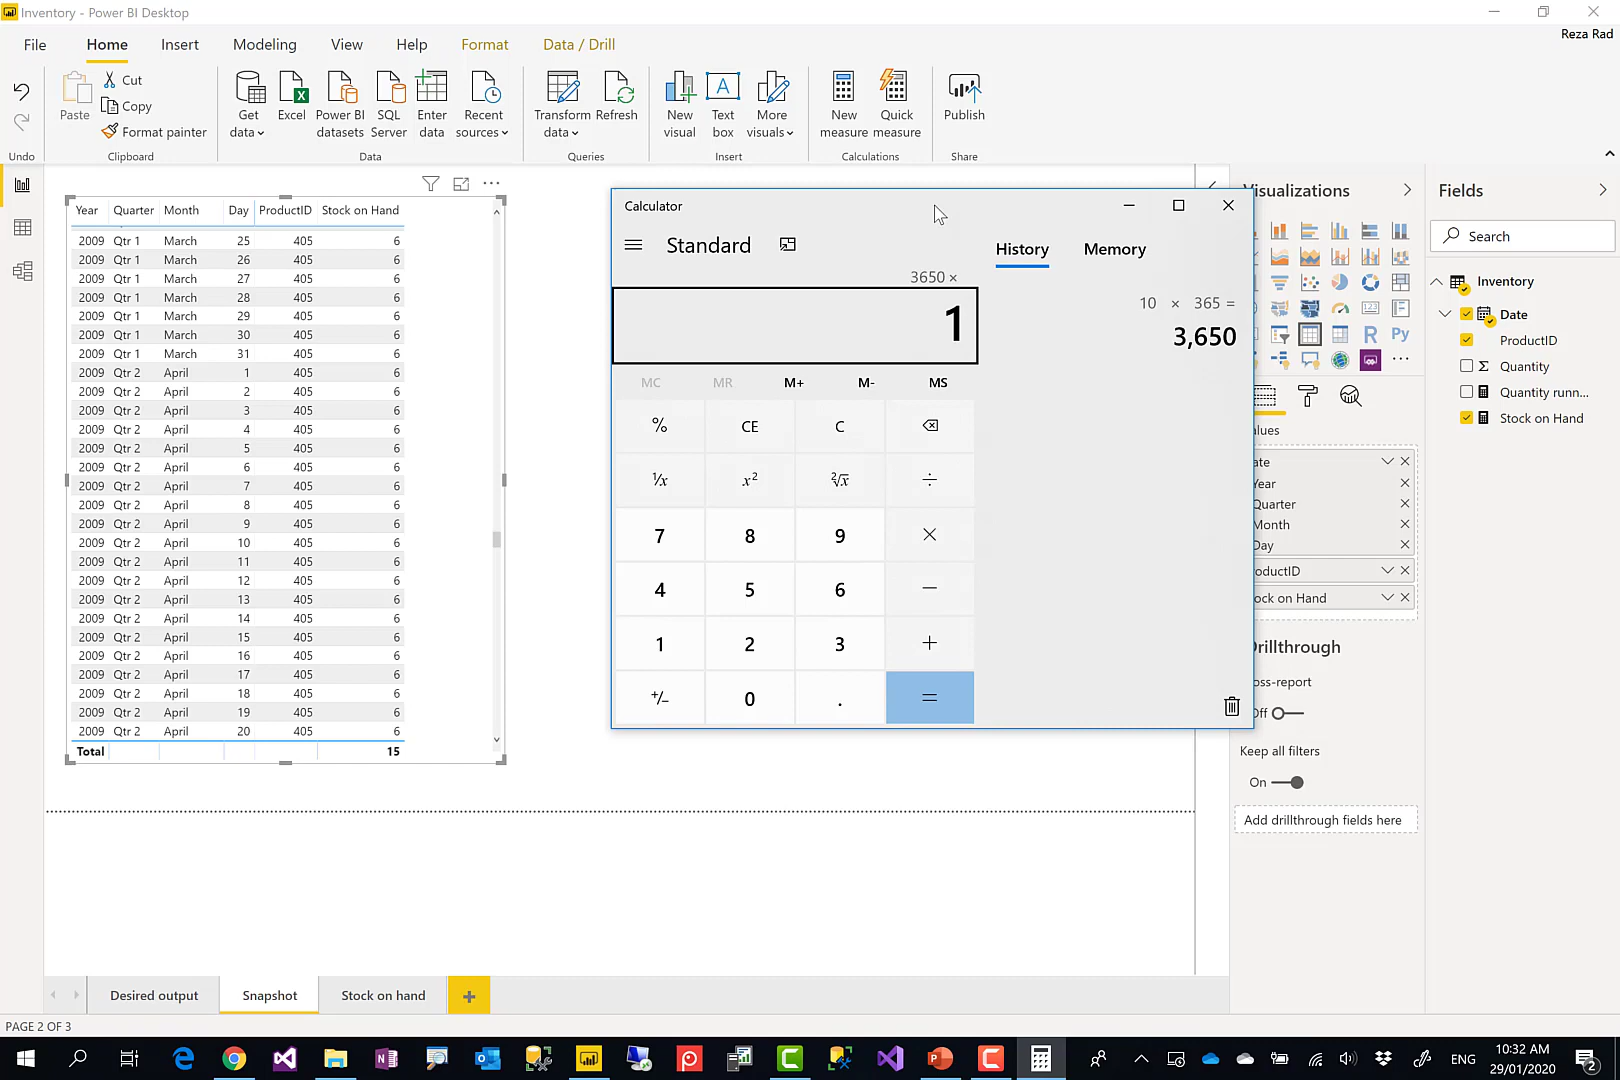 Inventory - Power BI Desktop
Reza Rad
File Home Insert Modeling View Help Format Data / Drill
Paste
Cut
Copy
Format painter
Get data
Excel
Power BI datasets
SQL Server
Enter data
Recent sources
Transform data
Refresh
New visual
Text box
More visuals
New measure
Quick measure
Publish
Undo Clipboard Data Queries Insert Calculations Share
Year Quarter Month Day ProductID Stock on Hand
2009 Qtr 1 March 25 405 6
2009 Qtr 1 March 26 405 6
2009 Qtr 1 March 27 405 6
2009 Qtr 1 March 28 405 6
2009 Qtr 1 March 29 405 6
2009 Qtr 1 March 30 405 6
2009 Qtr 1 March 31 405 6
2009 Qtr 2 April 1 405 6
2009 Qtr 2 April 2 405 6
2009 Qtr 2 April 3 405 6
2009 Qtr 2 April 4 405 6
2009 Qtr 2 April 5 405 6
2009 Qtr 2 April 6 405 6
2009 Qtr 2 April 7 405 6
2009 Qtr 2 April 8 405 6
2009 Qtr 2 April 9 405 6
2009 Qtr 2 April 10 405 6
2009 Qtr 2 April 11 405 6
2009 Qtr 2 April 12 405 6
2009 Qtr 2 April 13 405 6
2009 Qtr 2 April 14 405 6
2009 Qtr 2 April 15 405 6
2009 Qtr 2 April 16 405 6
2009 Qtr 2 April 17 405 6
2009 Qtr 2 April 18 405 6
2009 Qtr 2 April 19 405 6
2009 Qtr 2 April 20 405 6
Total 15
Calculator
Standard
3650 ×
1
MC MR M+ M- MS
% CE C ⌫
¹/x x² ²√x ÷
7 8 9 ×
4 5 6 −
1 2 3 +
+/− 0 . =
History Memory
10 × 365 =
3,650
isualizations
R Py
alues
ate
Year
Quarter
Month
Day
oductID
ock on Hand
Drillthrough
oss-report
Off
Keep all filters
On
Add drillthrough fields here
Fields
Search
Inventory
Date
ProductID
Σ Quantity
Quantity runn...
Stock on Hand
Desired output Snapshot Stock on hand +
PAGE 2 OF 3
ENG
10:32 AM
29/01/2020
2